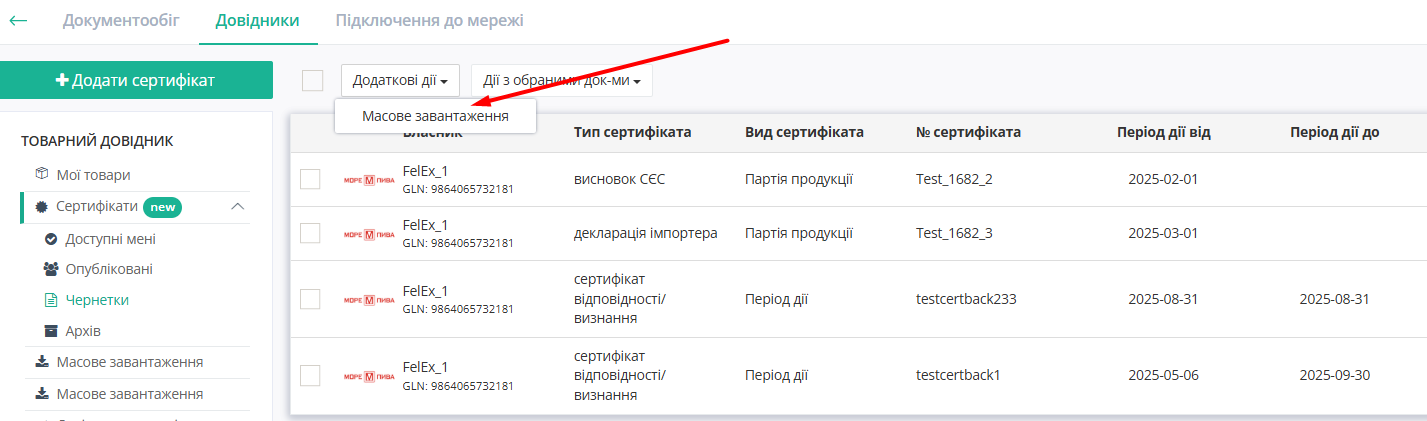 Документообіг
Довідники
Підключення до мережі
Додати сертифікат
Додаткові дії
Дії з обраними док-ми
Масове завантаження
ТОВАРНИЙ ДОВІДНИК
Мої товари
Сертифікати new
Доступні мені
Опубліковані
Чернетки
Архів
Масове завантаження
Масове завантаження
Власник
Тип сертифіката
Вид сертифіката
№ сертифіката
Період дії від
Період дії до
МОРЕ М ПИВА
FelEx_1
GLN: 9864065732181
висновок СЄС
Партія продукції
Test_1682_2
2025-02-01
МОРЕ М ПИВА
FelEx_1
GLN: 9864065732181
декларація імпортера
Партія продукції
Test_1682_3
2025-03-01
МОРЕ М ПИВА
FelEx_1
GLN: 9864065732181
сертифікат
відповідності/
визнання
Період дії
testcertback233
2025-08-31
2025-08-31
МОРЕ М ПИВА
FelEx_1
GLN: 9864065732181
сертифікат
відповідності/
визнання
Період дії
testcertback1
2025-05-06
2025-09-30